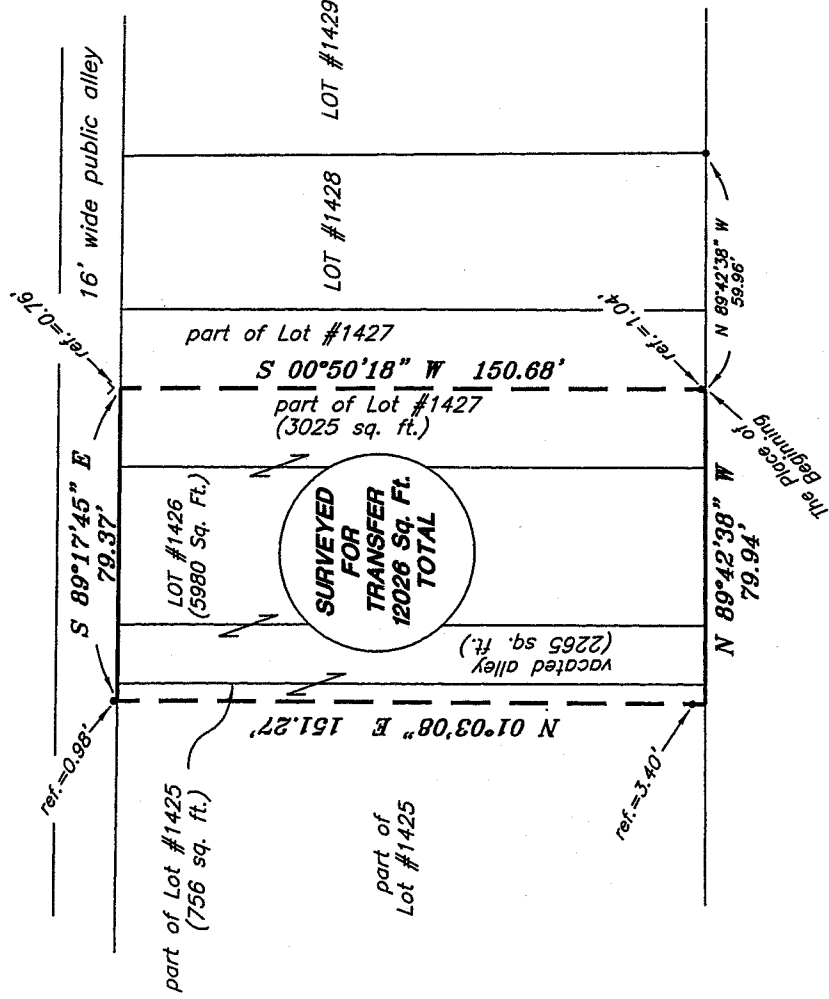 16' wide public alley
LOT #1429
LOT #1428
ref.=0.76'
part of Lot #1427
S 00°50'18" W 150.68'
ref.=1.04'
N 89°42'38" W
59.96'
part of Lot #1427
(3025 sq. ft.)
The Place of
Beginning
S 89°17'45" E
79.37'
LOT #1426
(5980 Sq. Ft.)
SURVEYED
FOR
TRANSFER
12026 Sq. Ft.
TOTAL
N 89°42'38" W
79.94'
vacated alley
(2265 sq. ft.)
N 01°03'08" E 151.27'
ref.=0.98'
ref.=3.40'
part of Lot #1425
(756 sq. ft.)
part of
Lot #1425